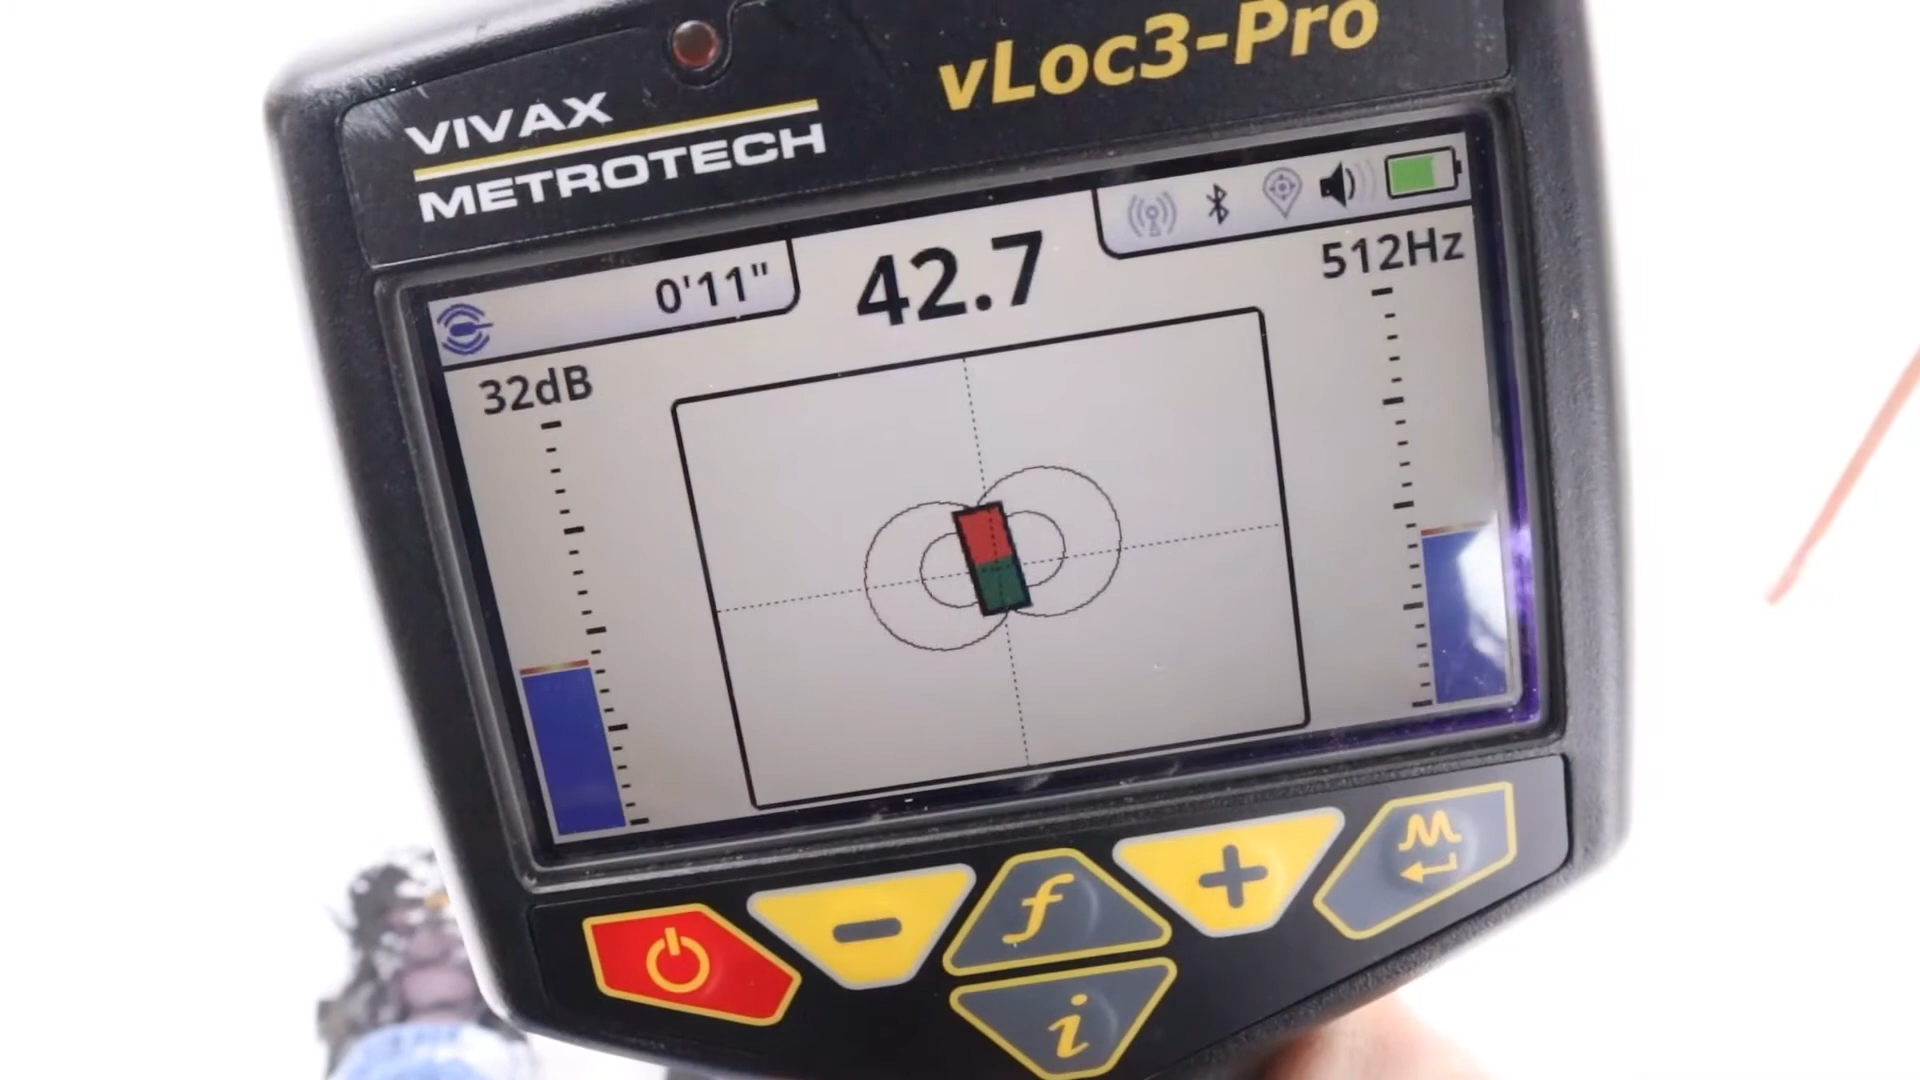 VIVAX
METROTECH
vLoc3-Pro
0'11"
42.7
512Hz
32dB
f
i